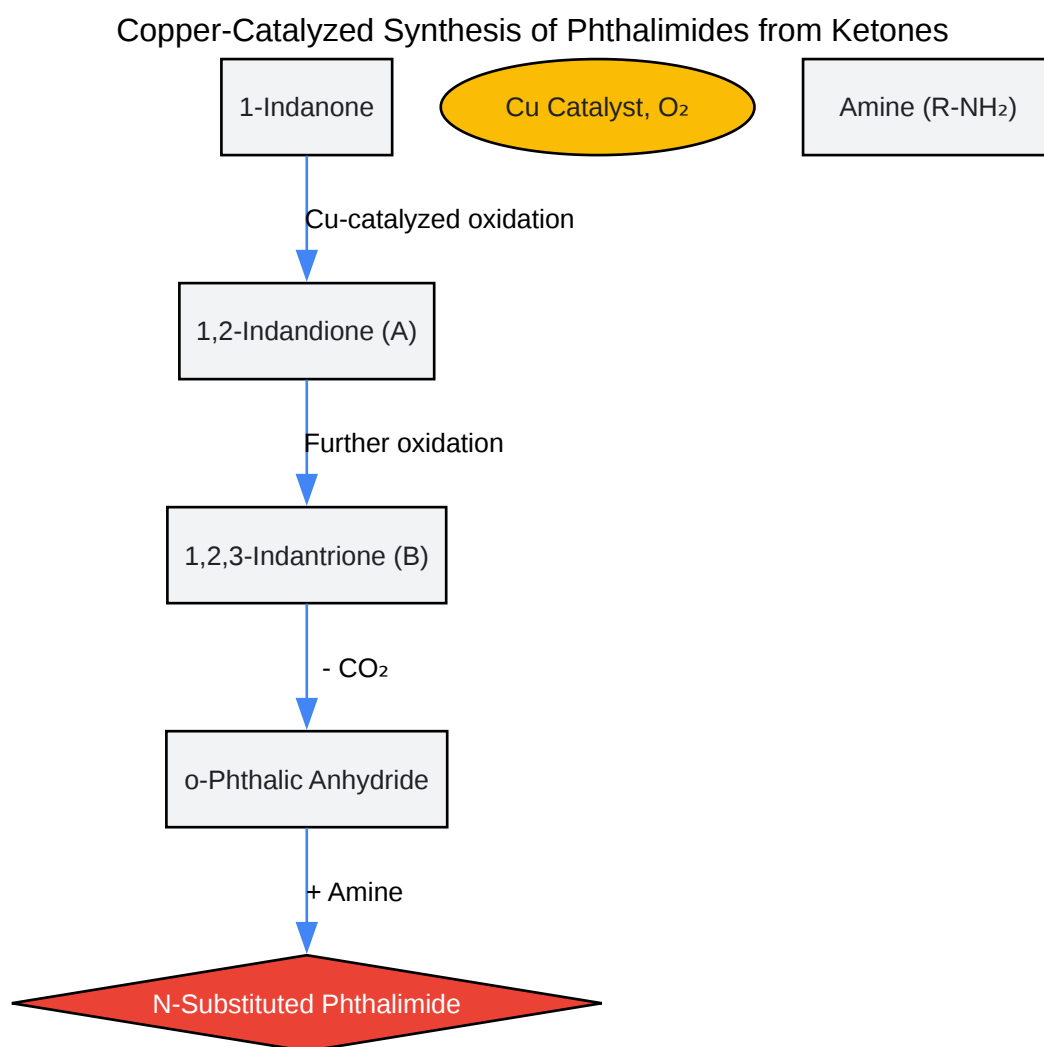 Copper-Catalyzed Synthesis of Phthalimides from Ketones
1-Indanone
Cu Catalyst, O₂
Amine (R-NH₂)
Cu-catalyzed oxidation
1,2-Indandione (A)
Further oxidation
1,2,3-Indantrione (B)
- CO₂
o-Phthalic Anhydride
+ Amine
N-Substituted Phthalimide